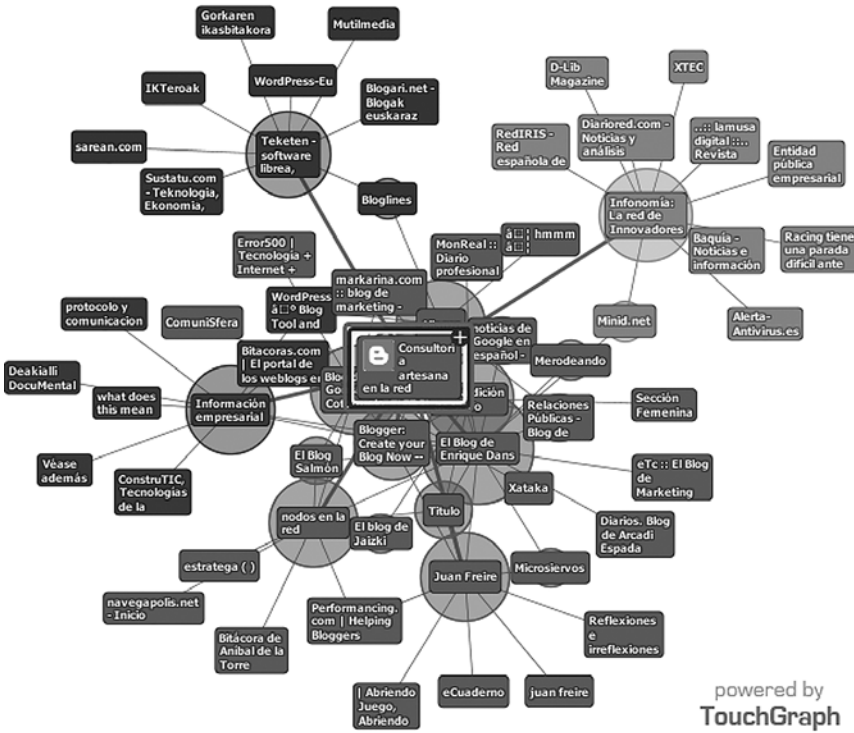 Gorkaren
ikasbitakora
Mutilmedia
IKTeroak
WordPress-Eu
Blogari.net -
Blogak
euskaraz
sarean.com
Teketen -
software
librea,
Sustatu.com
- Teknologia,
Ekonomia,
Bloglines
D-Lib
Magazine
XTEC
RedIRIS -
Red
española de
Diariored.com -
Noticias y
análisis
..:: lamusa
digital ::..
Revista
Entidad
pública
empresarial
Infonomía:
La red de
Innovadores
Baquía -
Noticias e
información
Racing tiene
una parada
difícil ante
Alerta-
Antivirus.es
Minid.net
Error500 |
Tecnología +
Internet +
MonReal ::
Diario
profesional
hmmm
markarina.com
:: blog de
marketing -
WordPress
Blog
Tool and
protocolo y
comunicacion
ComuniSfera
Bitacoras.com
| El portal de
los weblogs en
Consultori
a
artesana
en la red
noticias de
Google en
español -
Merodeando
Deakialli
DocuMental
what does
this mean
Información
empresarial
Relaciones
Públicas -
Blog de
Sección
Femenina
Blogger:
Create your
Blog Now --
El Blog de
Enrique Dans
Véase
además
ConstruTIC,
Tecnologías
de la
El Blog
Salmón
Xataka
eTc :: El Blog
de
Marketing
nodos en la
red
El blog de
Jaizki
Título
Diarios. Blog
de Arcadi
Espada
estratega ( )
Juan Freire
Microsiervos
navegapolis.net
- Inicio
Performancing.
com | Helping
Bloggers
Reflexiones
e
irreflexiones
Bitácora de
Aníbal de la
Torre
| Abriendo
Juego,
Abriendo
eCuaderno
juan freire
powered by
TouchGraph